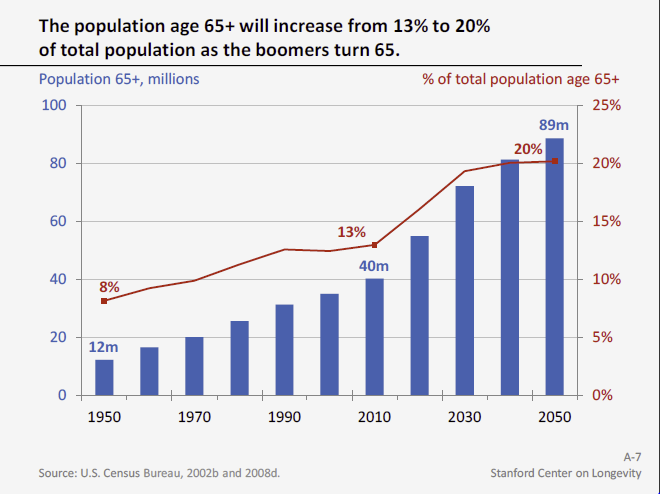 The population age 65+ will increase from 13% to 20%
of total population as the boomers turn 65.
Population 65+, millions
% of total population age 65+
100
80
60
40
20
0
25%
20%
15%
10%
5%
0%
8%
12m
13%
40m
20%
89m
1950
1970
1990
2010
2030
2050
A-7
Source: U.S. Census Bureau, 2002b and 2008d.
Stanford Center on Longevity